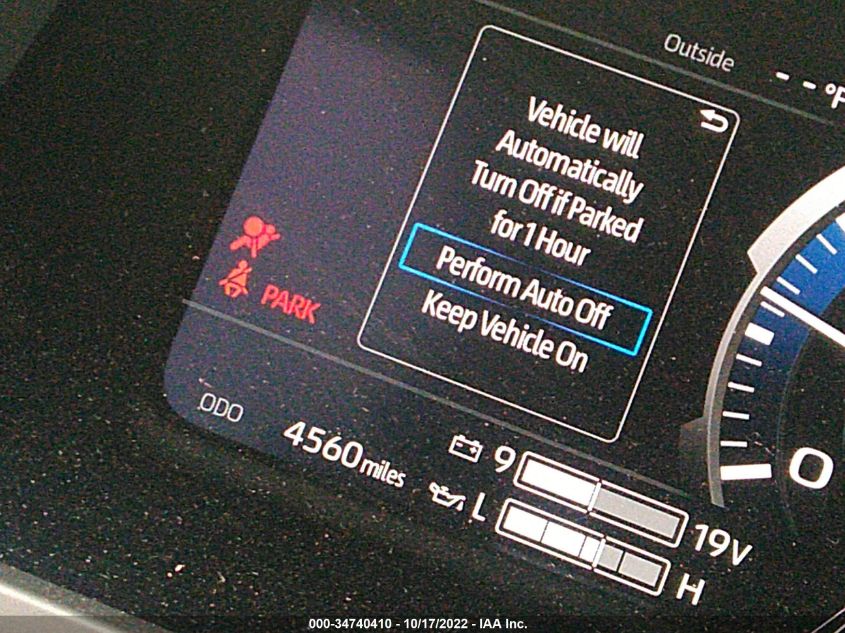 Outside
- - °F
Vehicle will
Automatically
Turn Off if Parked
for 1 Hour
Perform Auto Off
Keep Vehicle On
PARK
ODO
4560 miles
9
19V
L
H
0
000-34740410 - 10/17/2022 - IAA Inc.